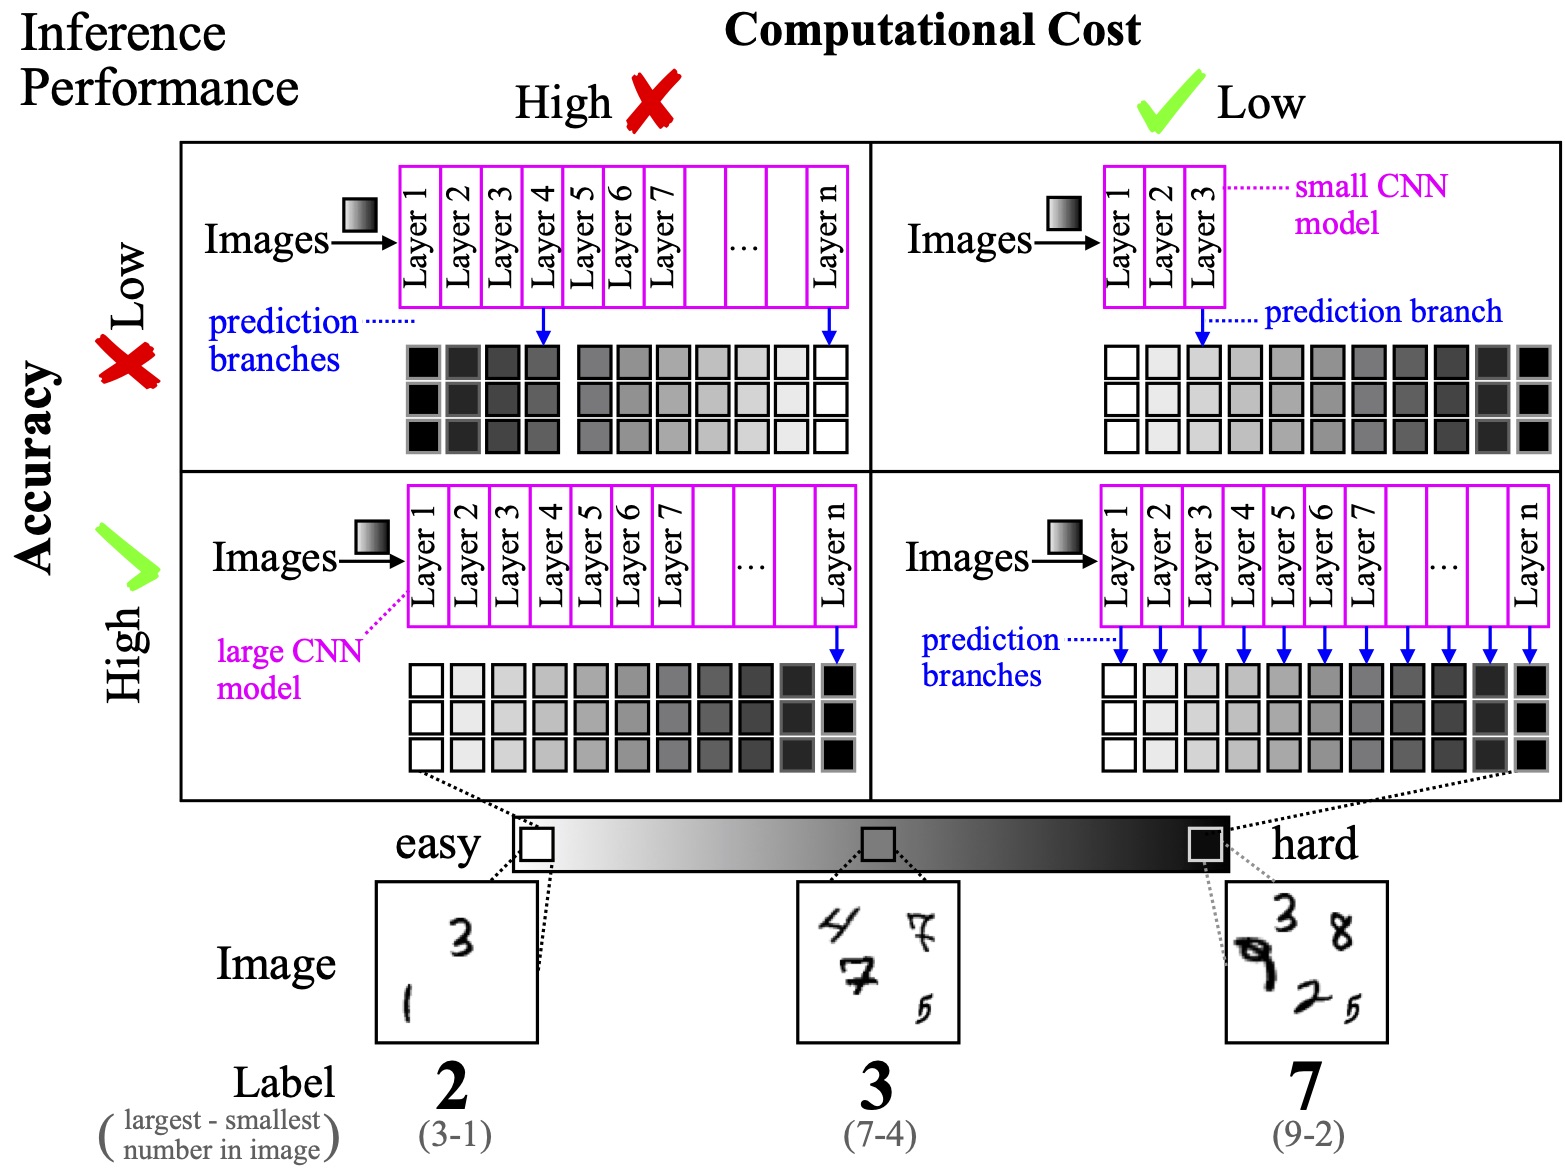 Inference
Performance
Computational Cost
High
Low
Accuracy
Low
High
Images
Layer 1
Layer 2
Layer 3
Layer 4
Layer 5
Layer 6
Layer 7
...
Layer n
prediction
branches
Images
Layer 1
Layer 2
Layer 3
small CNN
model
prediction branch
Images
Layer 1
Layer 2
Layer 3
Layer 4
Layer 5
Layer 6
Layer 7
...
Layer n
large CNN
model
Images
Layer 1
Layer 2
Layer 3
Layer 4
Layer 5
Layer 6
Layer 7
...
Layer n
prediction
branches
easy
hard
Image
3
1
4 7
7
5
3 8
9
2 5
Label
2
3
7
(largest - smallest
number in image)
(3-1)
(7-4)
(9-2)